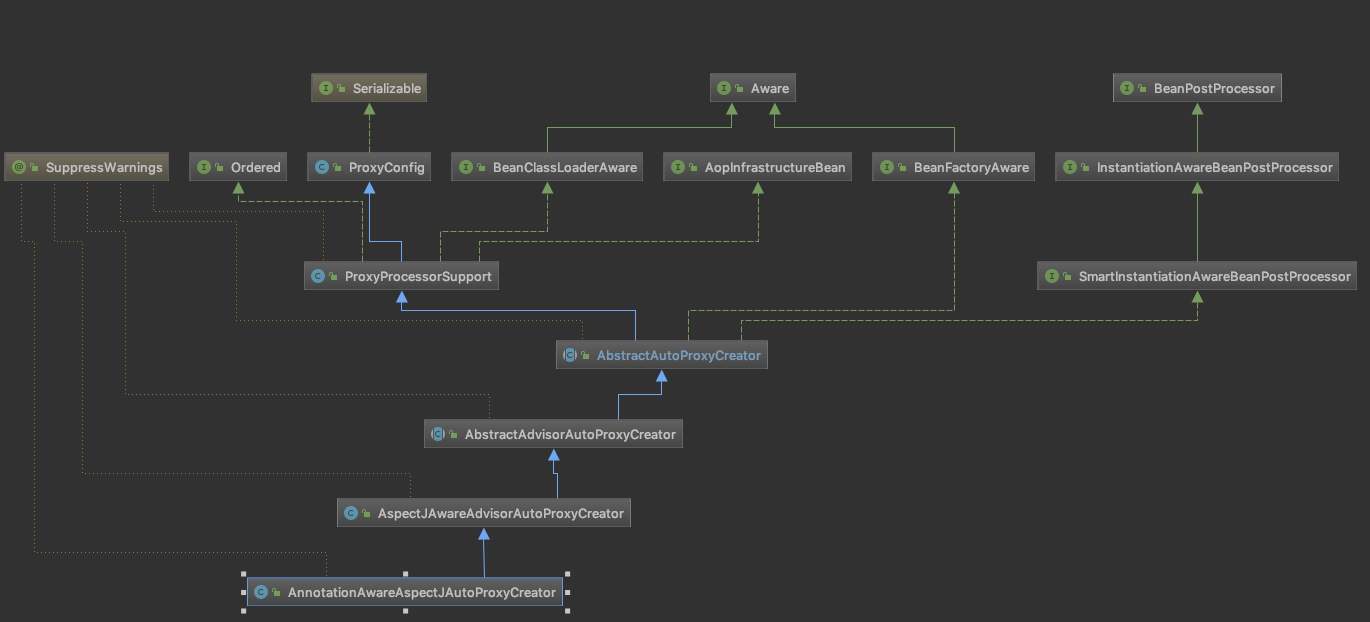 Serializable
Aware
BeanPostProcessor
SuppressWarnings
Ordered
ProxyConfig
BeanClassLoaderAware
AopInfrastructureBean
BeanFactoryAware
InstantiationAwareBeanPostProcessor
ProxyProcessorSupport
SmartInstantiationAwareBeanPostProcessor
AbstractAutoProxyCreator
AbstractAdvisorAutoProxyCreator
AspectJAwareAdvisorAutoProxyCreator
AnnotationAwareAspectJAutoProxyCreator